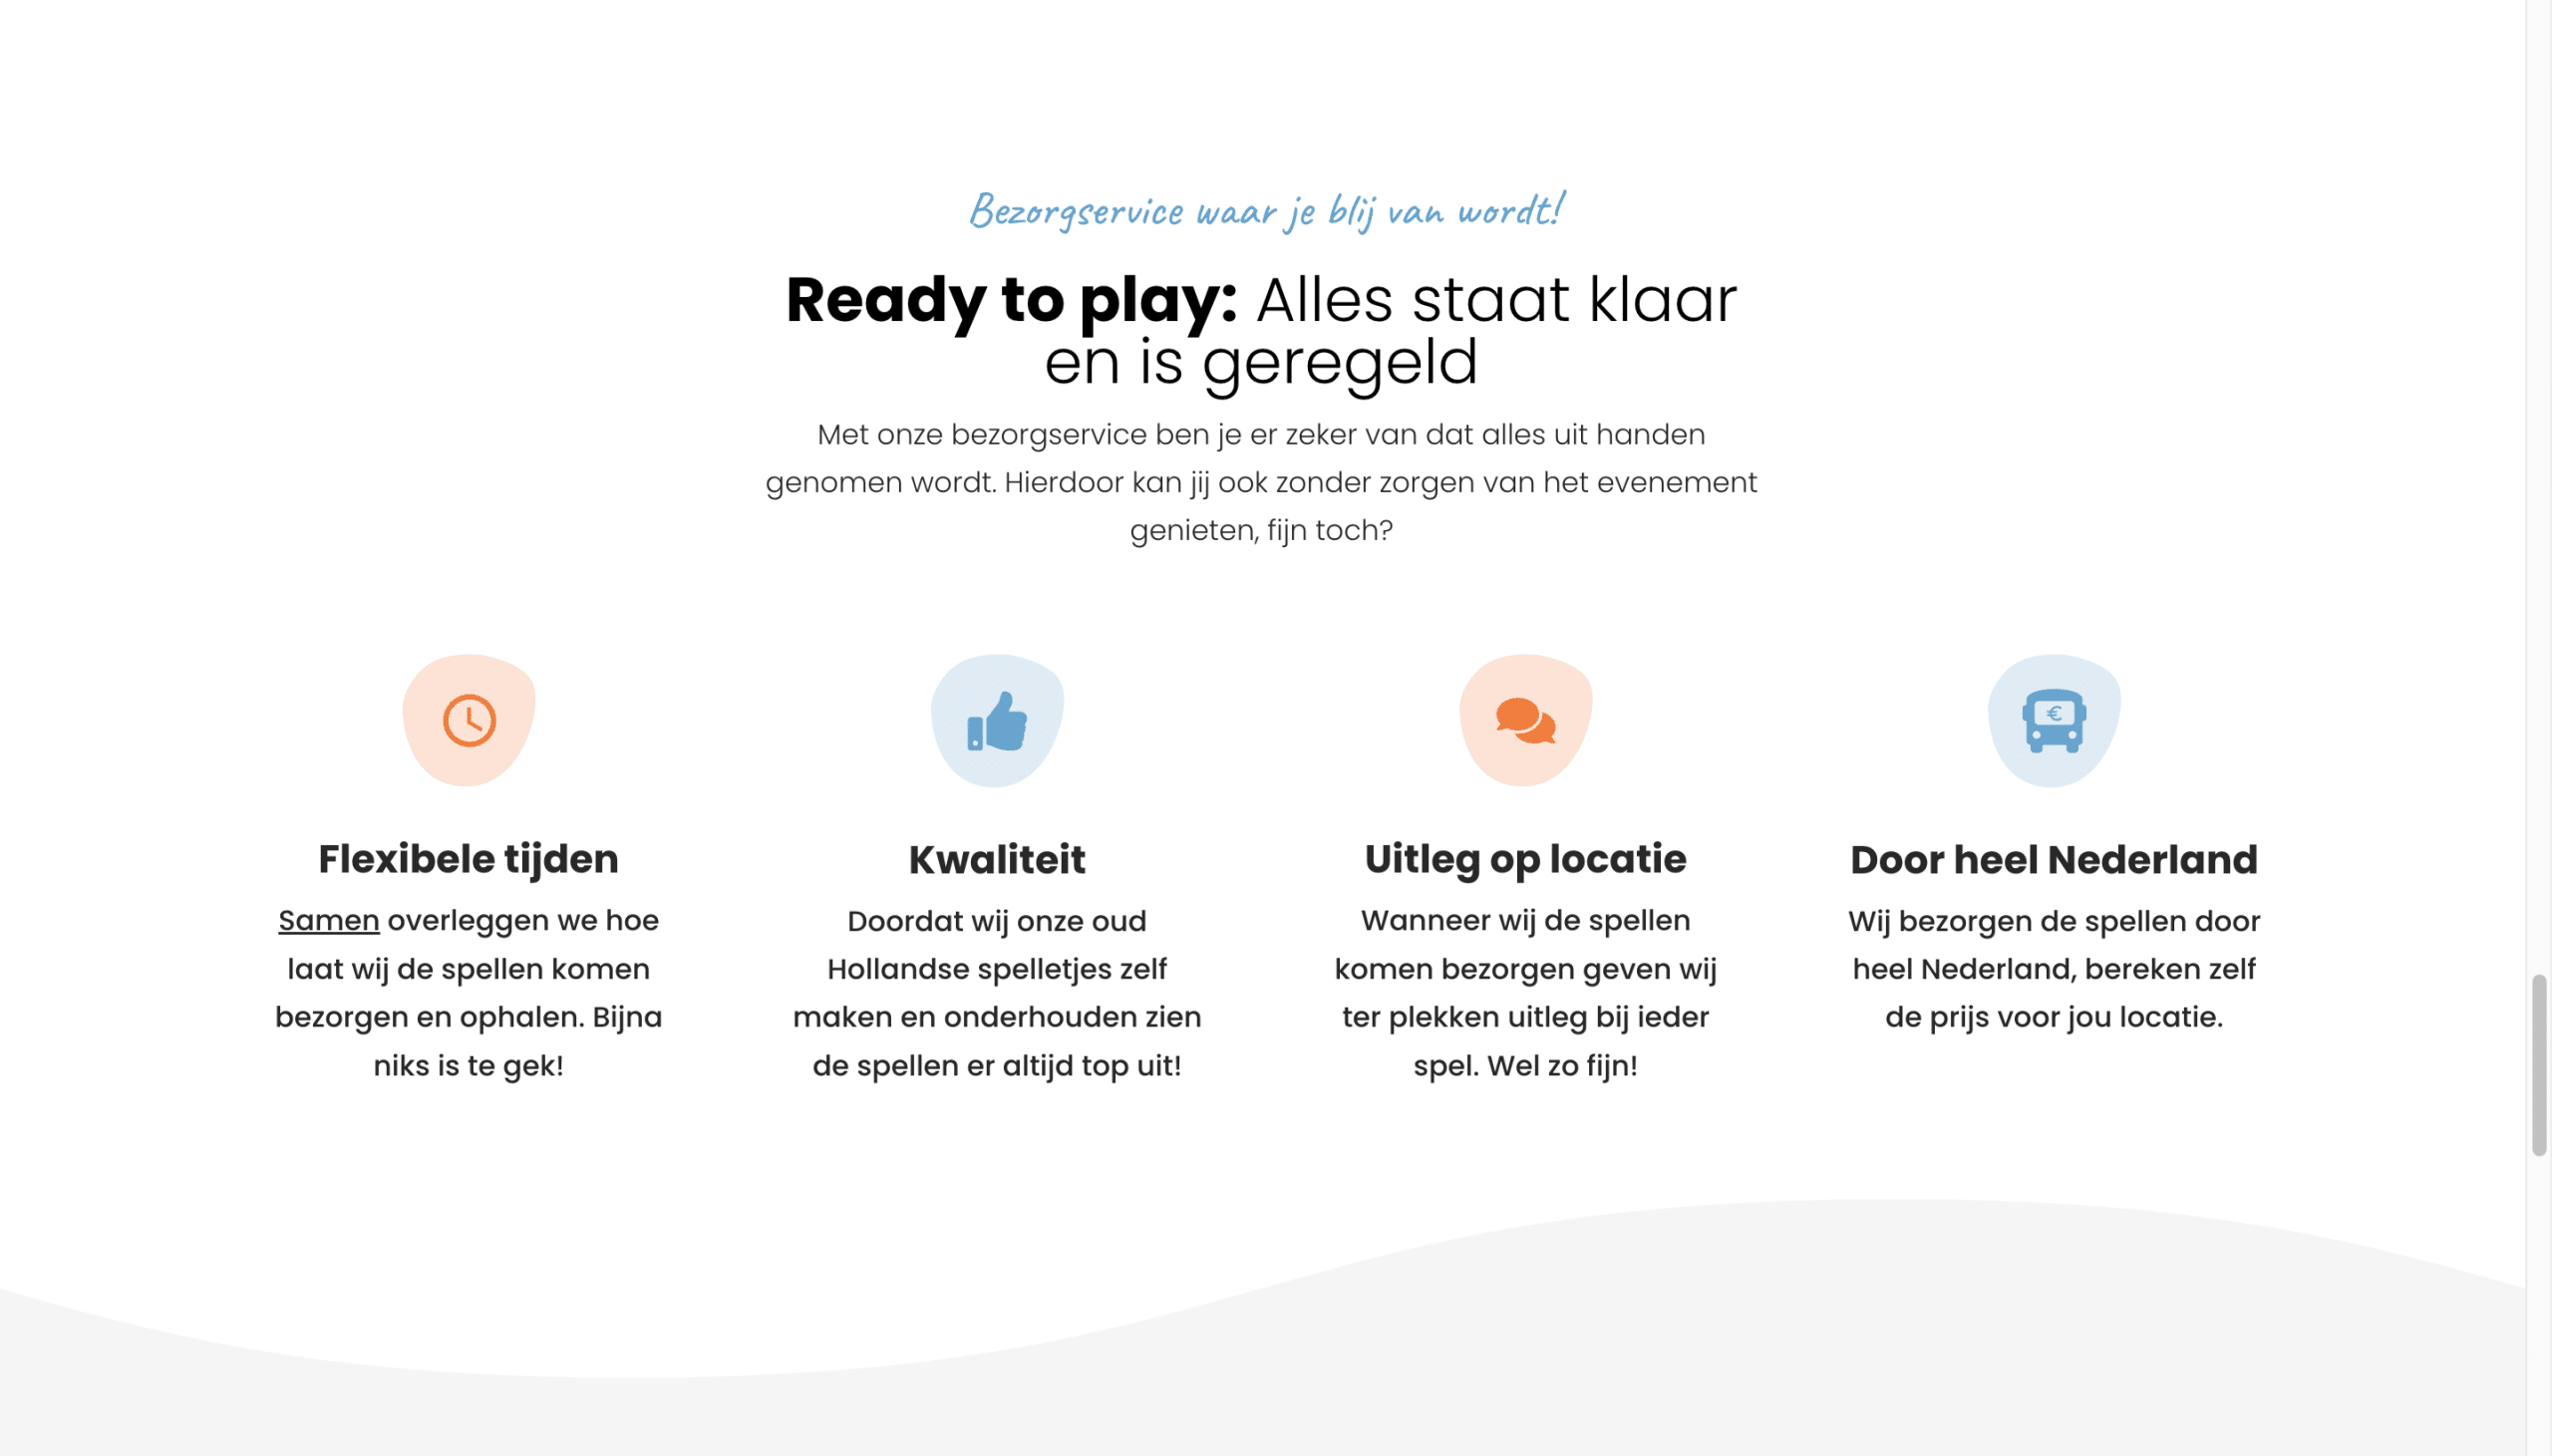 Bezorgservice waar je blij van wordt!
Ready to play: Alles staat klaar
en is geregeld
Met onze bezorgservice ben je er zeker van dat alles uit handen
genomen wordt. Hierdoor kan jij ook zonder zorgen van het evenement
genieten, fijn toch?
€
Flexibele tijden
Samen overleggen we hoe
laat wij de spellen komen
bezorgen en ophalen. Bijna
niks is te gek!
Kwaliteit
Doordat wij onze oud
Hollandse spelletjes zelf
maken en onderhouden zien
de spellen er altijd top uit!
Uitleg op locatie
Wanneer wij de spellen
komen bezorgen geven wij
ter plekken uitleg bij ieder
spel. Wel zo fijn!
Door heel Nederland
Wij bezorgen de spellen door
heel Nederland, bereken zelf
de prijs voor jou locatie.